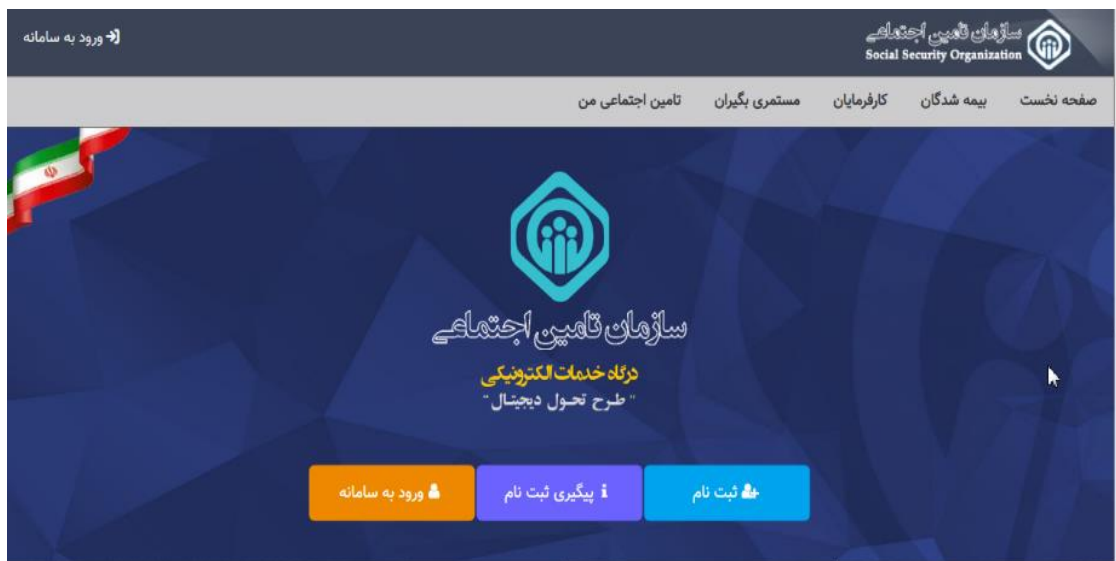 سازمان تأمین اجتماعی
Social Security Organization
ورود به سامانه
صفحه نخست
بیمه شدگان
کارفرمایان
مستمری بگیران
تامین اجتماعی من
سازمان تامین اجتماعی
درگاه خدمات الکترونیکی
" طرح تحول دیجیتال "
ثبت نام
پیگیری ثبت نام
ورود به سامانه